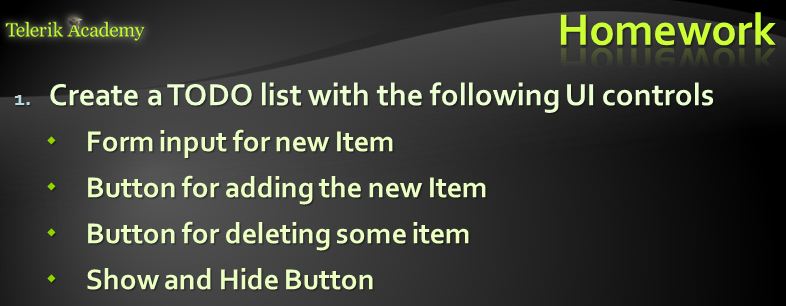 Telerik Academy
Homework
1. Create a TODO list with the following UI controls
Form input for new Item
Button for adding the new Item
Button for deleting some item
Show and Hide Button